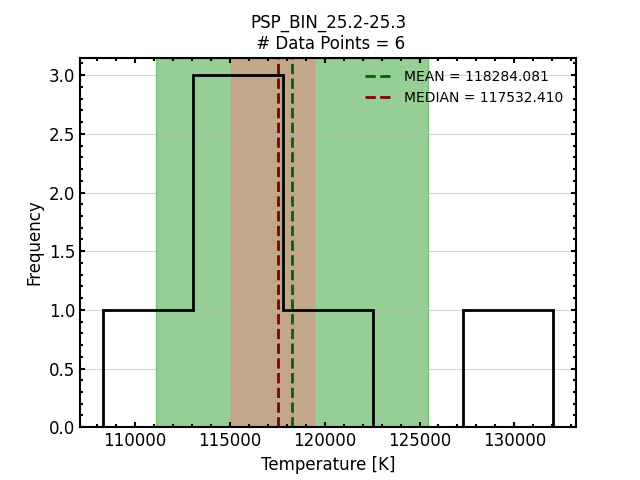 PSP_BIN_25.2-25.3
# Data Points = 6
MEAN = 118284.081
MEDIAN = 117532.410
Frequency
3.0
2.5
2.0
1.5
1.0
0.5
0.0
110000 115000 120000 125000 130000
Temperature [K]